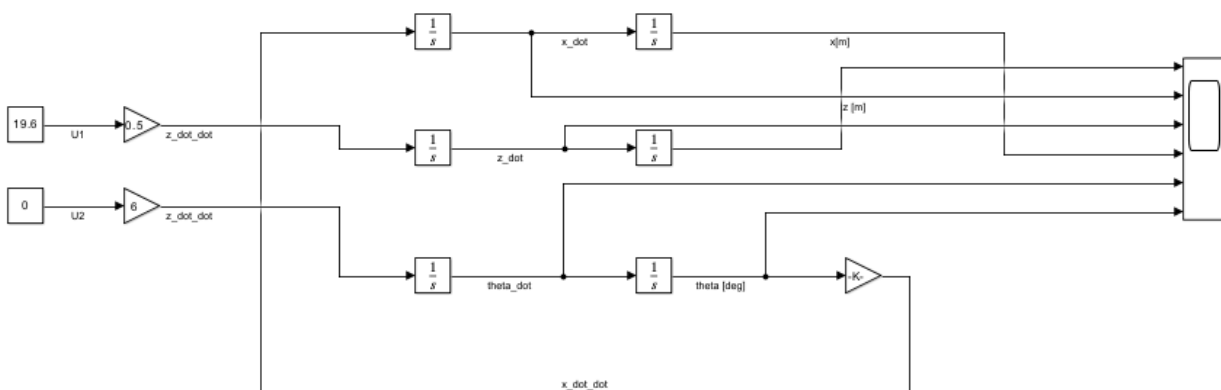 1
s
x_dot
1
s
x[m]
z [m]
19.6
U1
0.5
z_dot_dot
1
s
z_dot
1
s
0
U2
6
z_dot_dot
1
s
theta_dot
1
s
theta [deg]
-K-
x_dot_dot